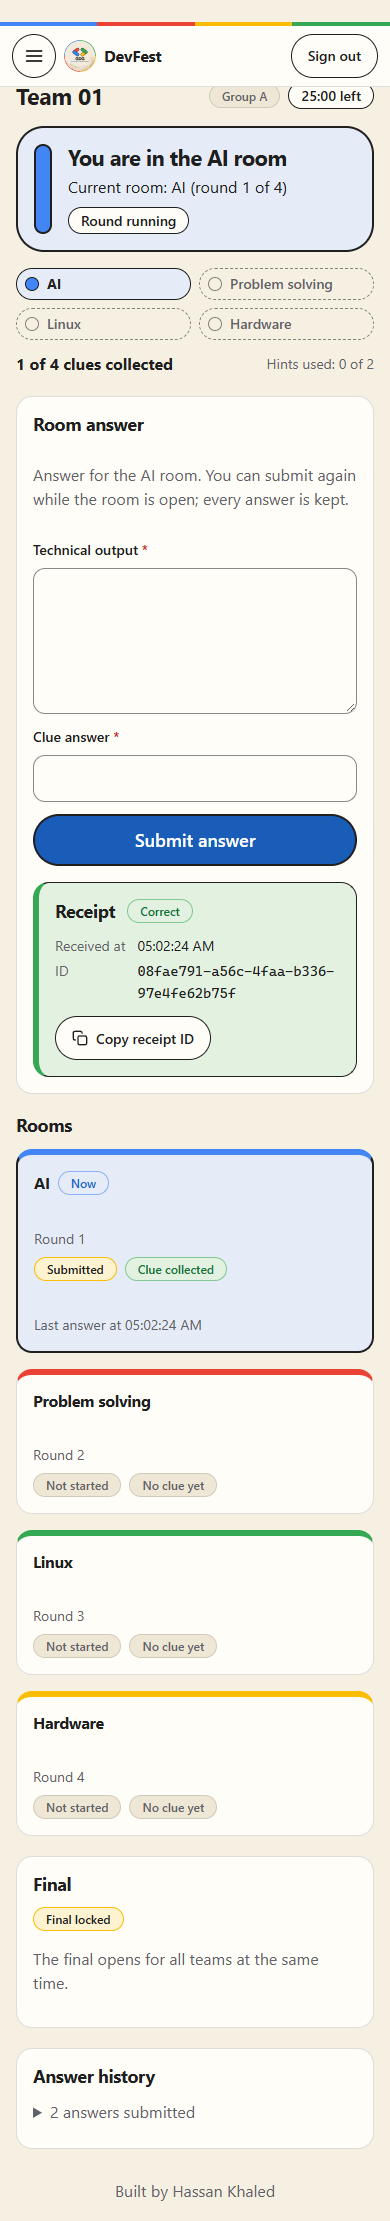 DevFest
Sign out
Team 01
Group A
25:00 left
You are in the AI room
Current room: AI (round 1 of 4)
Round running
AI
Problem solving
Linux
Hardware
1 of 4 clues collected
Hints used: 0 of 2
Room answer
Answer for the AI room. You can submit again
while the room is open; every answer is kept.
Technical output *
Clue answer *
Submit answer
Receipt
Correct
Received at 05:02:24 AM
ID 08fae791-a56c-4faa-b336-
97e4fe62b75f
Copy receipt ID
Rooms
AI
Now
Round 1
Submitted
Clue collected
Last answer at 05:02:24 AM
Problem solving
Round 2
Not started
No clue yet
Linux
Round 3
Not started
No clue yet
Hardware
Round 4
Not started
No clue yet
Final
Final locked
The final opens for all teams at the same
time.
Answer history
2 answers submitted
Built by Hassan Khaled